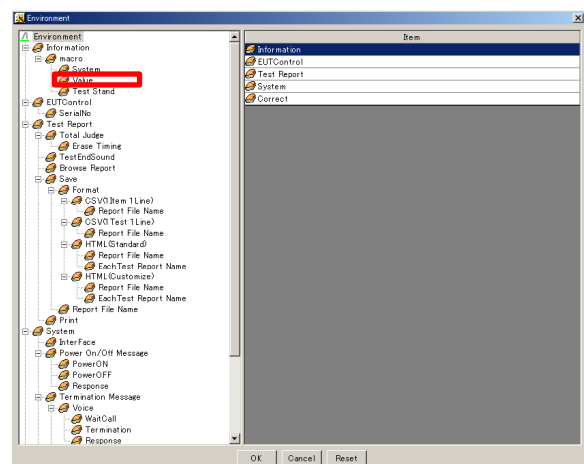 Environment
Environment
Information
macro
System
Value
Test Stand
EUTControl
SerialNo
Test Report
Total Judge
Erase Timing
TestEndSound
Browse Report
Save
Format
CSV(1Item 1Line)
Report File Name
CSV(1Test 1Line)
Report File Name
HTML(Standard)
Report File Name
EachTest Report Name
HTML(Customize)
Report File Name
EachTest Report Name
Report File Name
Print
System
InterFace
Power On/Off Message
PowerON
PowerOFF
Response
Termination Message
Voice
WaitCall
Termination
Response
Item
Information
EUTControl
Test Report
System
Correct
OK
Cancel
Reset